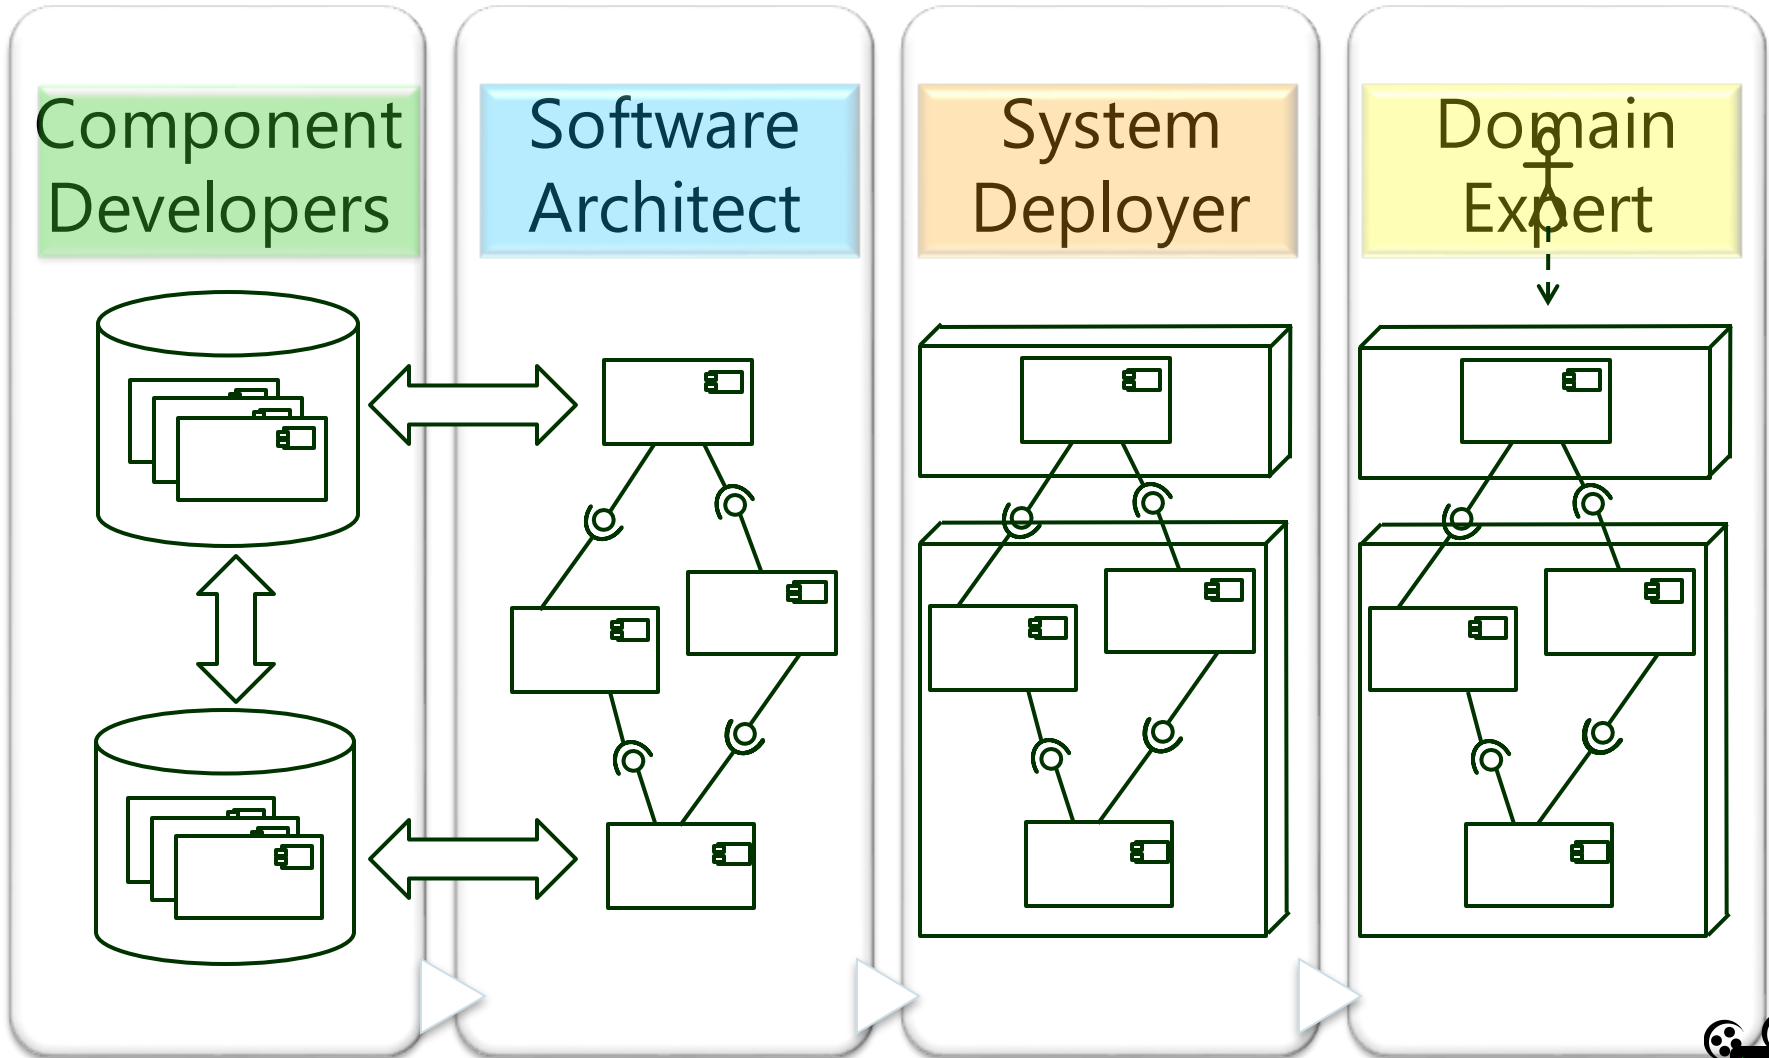 Component
Developers
Software
Architect
System
Deployer
Domain
Expert